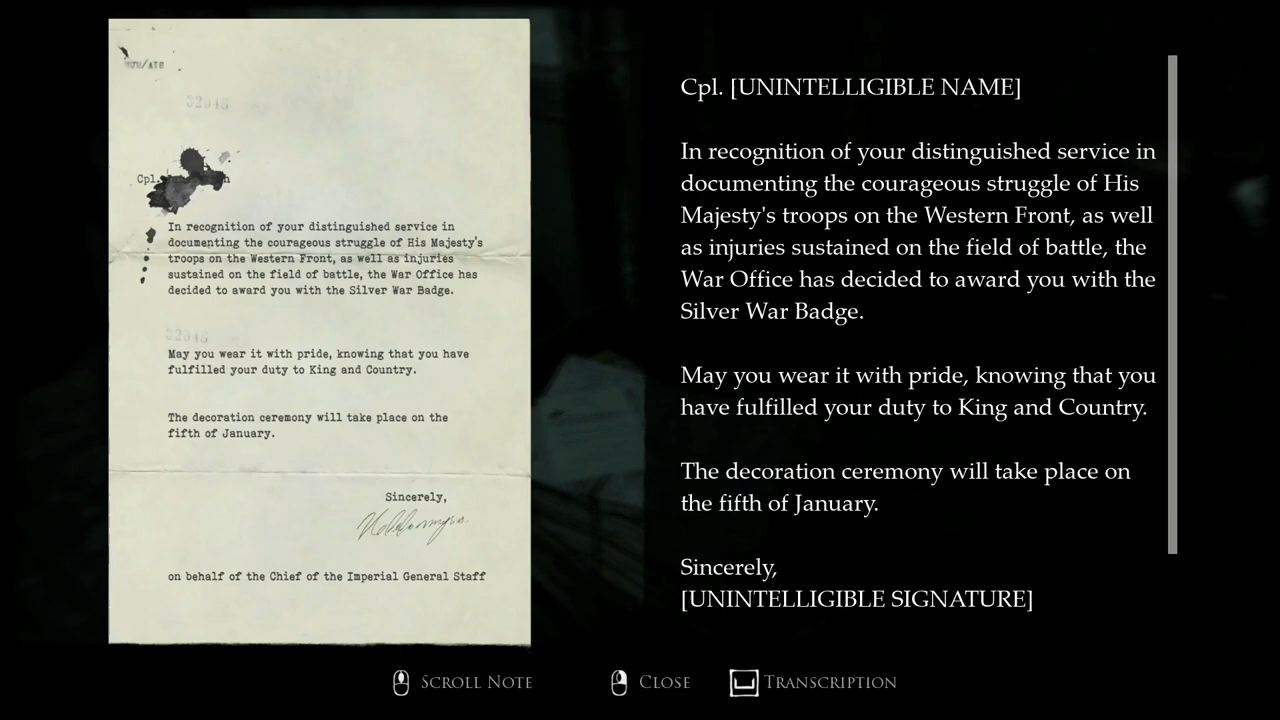 32046
Cpl.
In recognition of your distinguished service in
documenting the courageous struggle of His Majesty's
troops on the Western Front, as well as injuries
sustained on the field of battle, the War Office has
decided to award you with the Silver War Badge.
32046
May you wear it with pride, knowing that you have
fulfilled your duty to King and Country.
The decoration ceremony will take place on the
fifth of January.
Sincerely,
on behalf of the Chief of the Imperial General Staff
Cpl. [UNINTELLIGIBLE NAME]
In recognition of your distinguished service in
documenting the courageous struggle of His
Majesty's troops on the Western Front, as well
as injuries sustained on the field of battle, the
War Office has decided to award you with the
Silver War Badge.
May you wear it with pride, knowing that you
have fulfilled your duty to King and Country.
The decoration ceremony will take place on
the fifth of January.
Sincerely,
[UNINTELLIGIBLE SIGNATURE]
Scroll Note
Close
Transcription